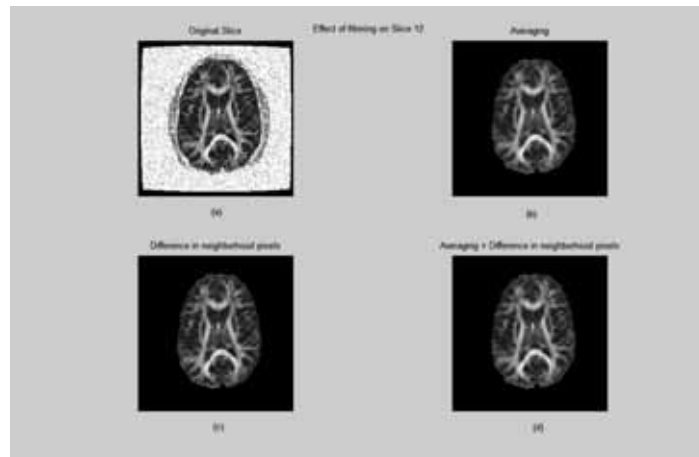 Effect of filtering on Slice 12
Original Slice
Averaging
(a)
(b)
Difference in neighborhood pixels
Averaging + Difference in neighborhood pixels
(c)
(d)